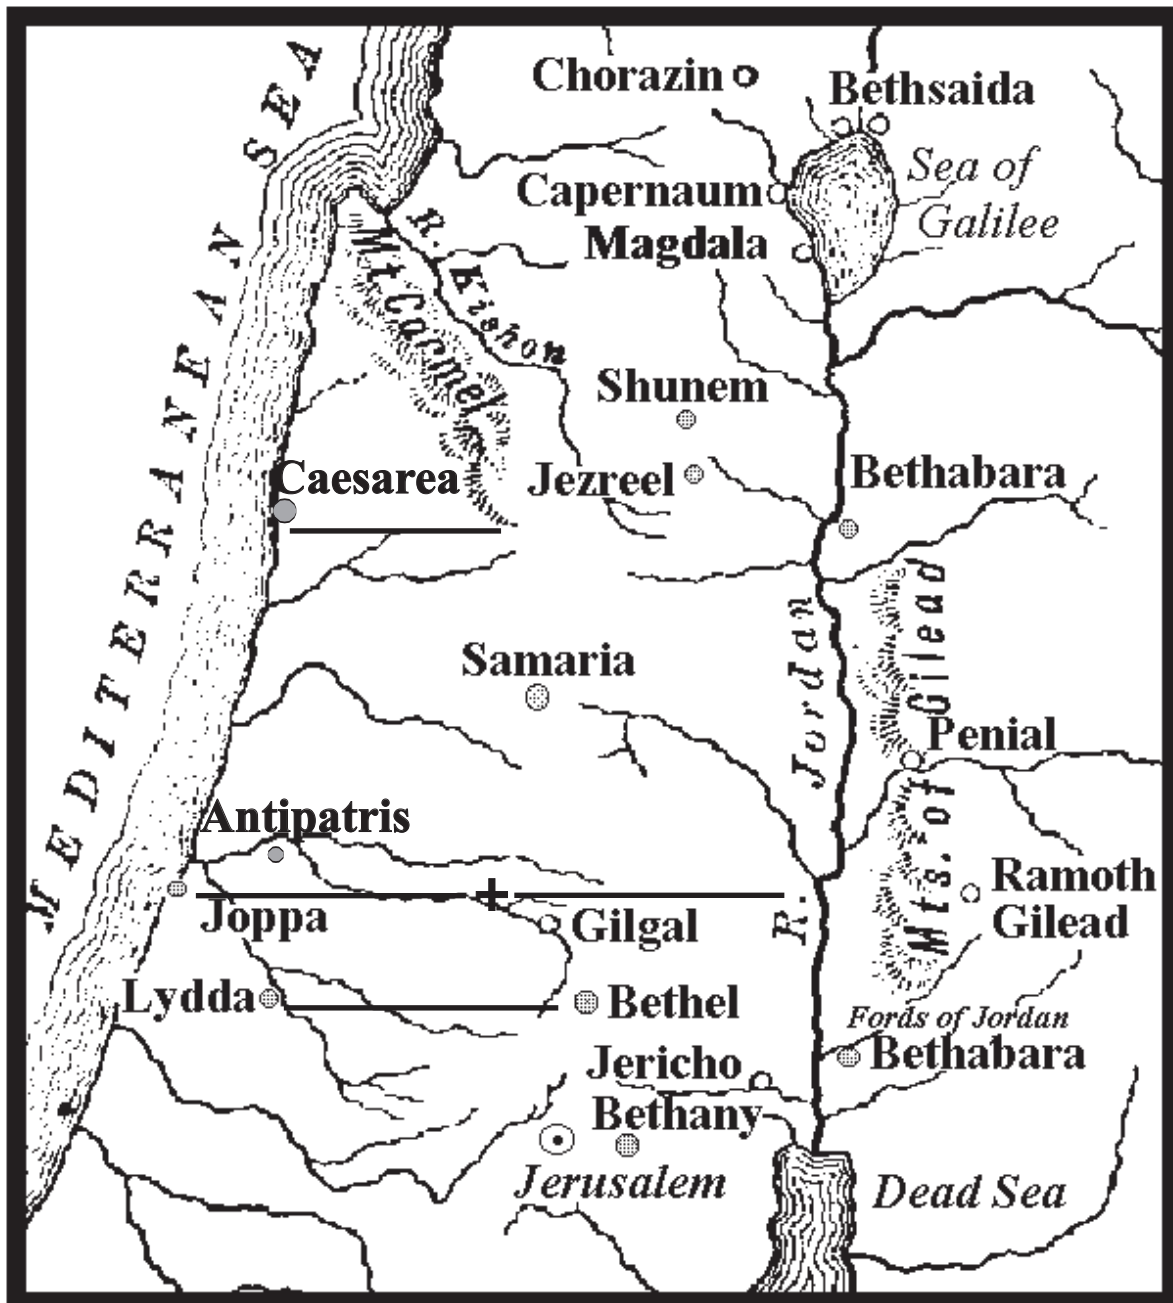 MEDITERRANEAN SEA
Chorazin
Bethsaida
Sea of
Galilee
Capernaum
Magdala
R. Kishon
Mt Carmel
Shunem
Caesarea
Jezreel
Bethabara
R. Jordan
Mts. of Gilead
Samaria
Penial
Antipatris
Ramoth
Gilead
Joppa
Gilgal
Lydda
Bethel
Fords of Jordan
Bethabara
Jericho
Bethany
Jerusalem
Dead Sea